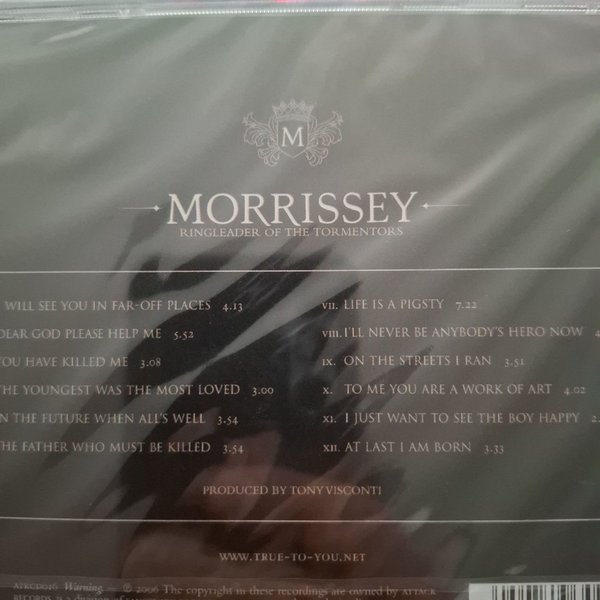 M
MORRISSEY
RINGLEADER OF THE TORMENTORS
WILL SEE YOU IN FAR-OFF PLACES 4.13
DEAR GOD PLEASE HELP ME 5.52
YOU HAVE KILLED ME 3.08
THE YOUNGEST WAS THE MOST LOVED 3.00
IN THE FUTURE WHEN ALL'S WELL 3.54
THE FATHER WHO MUST BE KILLED 3.54
VII. LIFE IS A PIGSTY 7.22
VIII. I'LL NEVER BE ANYBODY'S HERO NOW 4
IX. ON THE STREETS I RAN 3.51
X. TO ME YOU ARE A WORK OF ART 4.02
XI. I JUST WANT TO SEE THE BOY HAPPY 2.
XII. AT LAST I AM BORN 3.33
PRODUCED BY TONY VISCONTI
WWW.TRUE-TO-YOU.NET
ATKCD016 Warning — ℗ 2006 The copyright in these recordings are owned by ATTACK
RECORDS